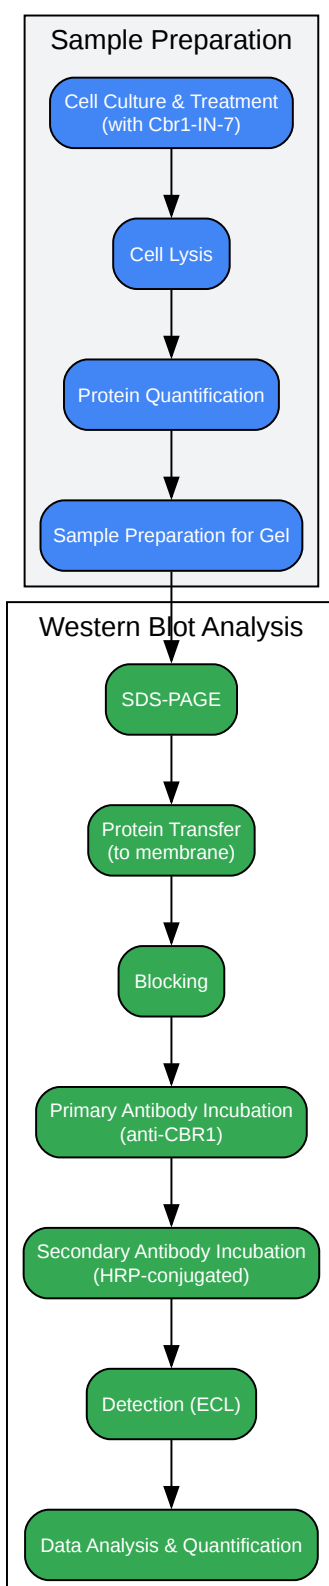 Sample Preparation
Cell Culture & Treatment
(with Cbr1-IN-7)
Cell Lysis
Protein Quantification
Sample Preparation for Gel
Western Blot Analysis
SDS-PAGE
Protein Transfer
(to membrane)
Blocking
Primary Antibody Incubation
(anti-CBR1)
Secondary Antibody Incubation
(HRP-conjugated)
Detection (ECL)
Data Analysis & Quantification